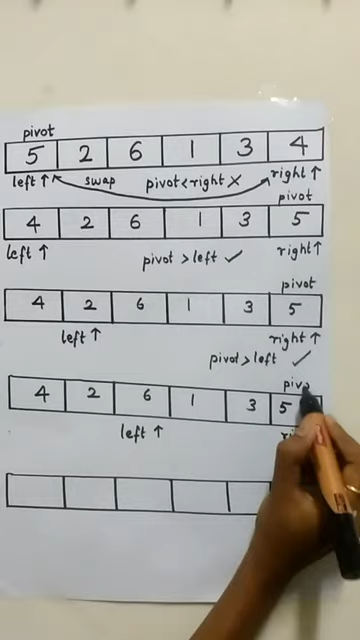 pivot
5 2 6 1 3 4
left ↑ swap pivot < right X right ↑
pivot
4 2 6 1 3 5
left ↑ pivot > left ✓ right ↑
pivot
4 2 6 1 3 5
left ↑ right ↑
pivot > left ✓
pivo
4 2 6 1 3 5
left ↑